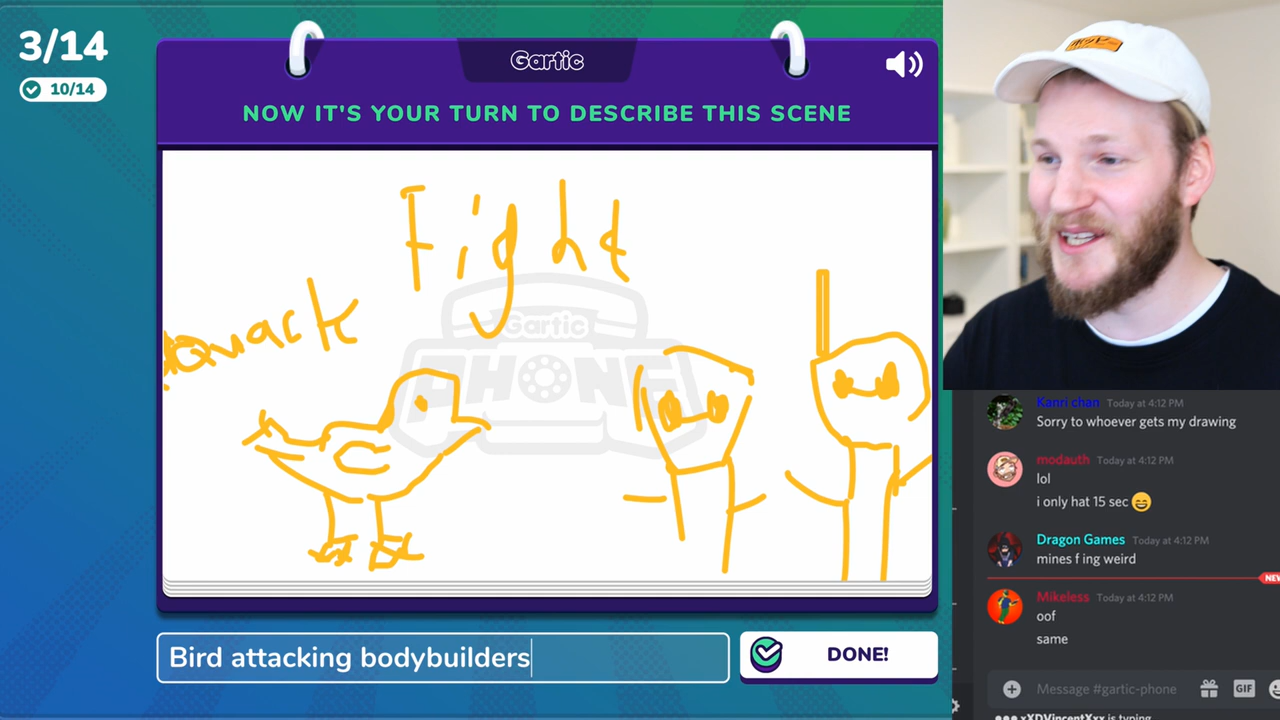 3/14
10/14
Gartic
NOW IT'S YOUR TURN TO DESCRIBE THIS SCENE
Fight
Quack
Gartic
PHONE
Bird attacking bodybuilders
DONE!
Kanri chan Today at 4:12 PM
Sorry to whoever gets my drawing
modauth Today at 4:12 PM
lol
i only hat 15 sec 😄
Dragon Games Today at 4:12 PM
mines f ing weird
NEW
Mikeless Today at 4:12 PM
oof
same
Message #gartic-phone
GIF
xXDVincentXxx is typing